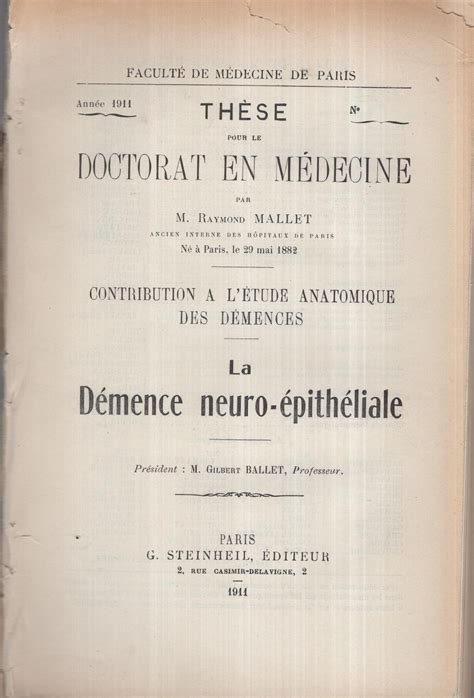 FACULTÉ DE MÉDECINE DE PARIS
Année 1911
THÈSE
N°
POUR LE
DOCTORAT EN MÉDECINE
PAR
M. Raymond MALLET
ANCIEN INTERNE DES HÔPITAUX DE PARIS
Né à Paris, le 29 mai 1882
CONTRIBUTION A L'ÉTUDE ANATOMIQUE
DES DÉMENCES
La
Démence neuro-épithéliale
Président : M. Gilbert BALLET, Professeur.
PARIS
G. STEINHEIL, ÉDITEUR
2, RUE CASIMIR-DELAVIGNE, 2
1911